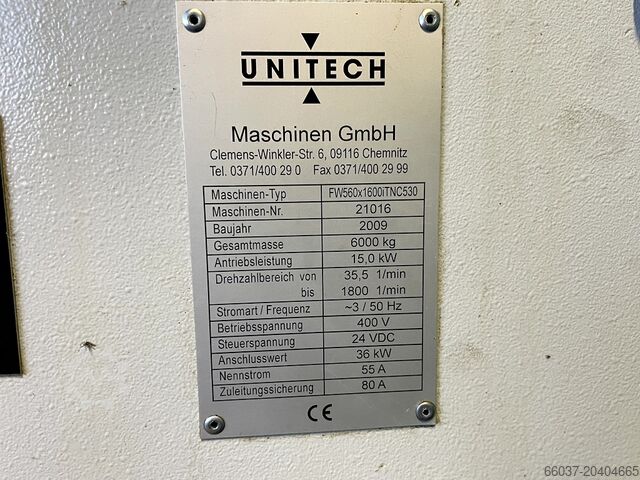 UNITECH
Maschinen GmbH
Clemens-Winkler-Str. 6, 09116 Chemnitz
Tel. 0371/400 29 0 Fax 0371/400 29 99
Maschinen-Typ FW560x1600iTNC530
Maschinen-Nr. 21016
Baujahr 2009
Gesamtmasse 6000 kg
Antriebsleistung 15,0 kW
Drehzahlbereich von 35,5 1/min
bis 1800 1/min
Stromart / Frequenz ~3 / 50 Hz
Betriebsspannung 400 V
Steuerspannung 24 VDC
Anschlusswert 36 kW
Nennstrom 55 A
Zuleitungssicherung 80 A
CE
66037-20404665